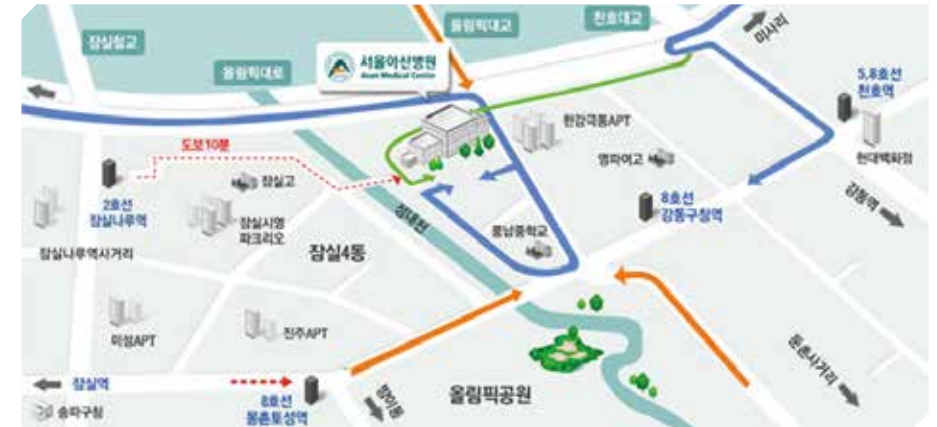 잠실철교
올림픽대교
천호대교
미사리
올림픽대로
서울아산병원
Asan Medical Center
5,8호선
천호역
한강극동APT
현대백화점
영파여고
도보10분
잠실고
2호선
잠실나루역
강동역
8호선
강동구청역
잠실시영
파크리오
성내천
풍납중학교
잠실나루역사거리
잠실4동
미성APT
진주APT
둔촌사거리
잠실역
송파구청
8호선
몽촌토성역
방이동
올림픽공원